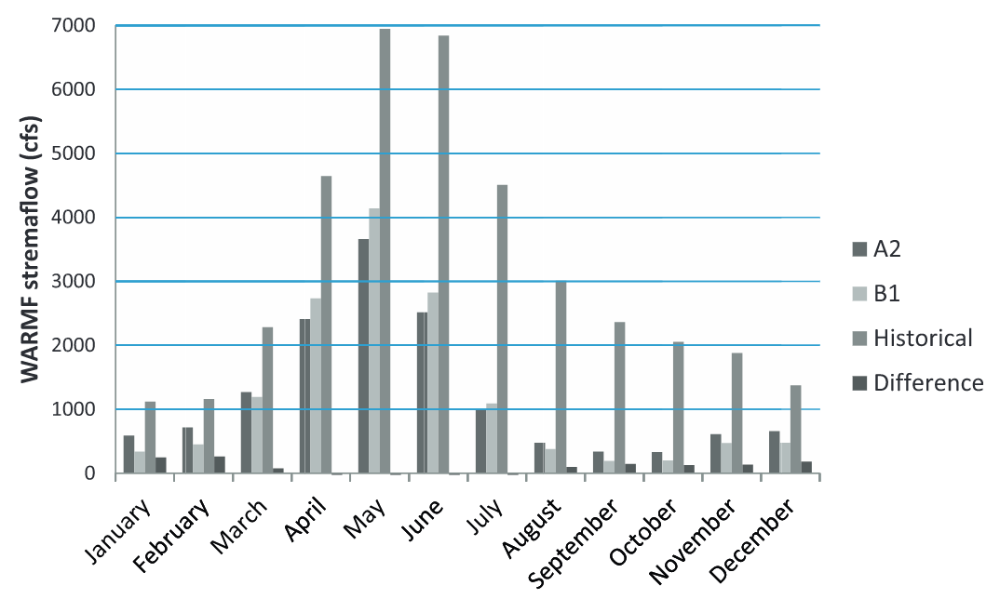 7000
6000
5000
4000
3000
2000
1000
0
WARMF stremaflow (cfs)
January
February
March
April
May
June
July
August
September
October
November
December
A2
B1
Historical
Difference